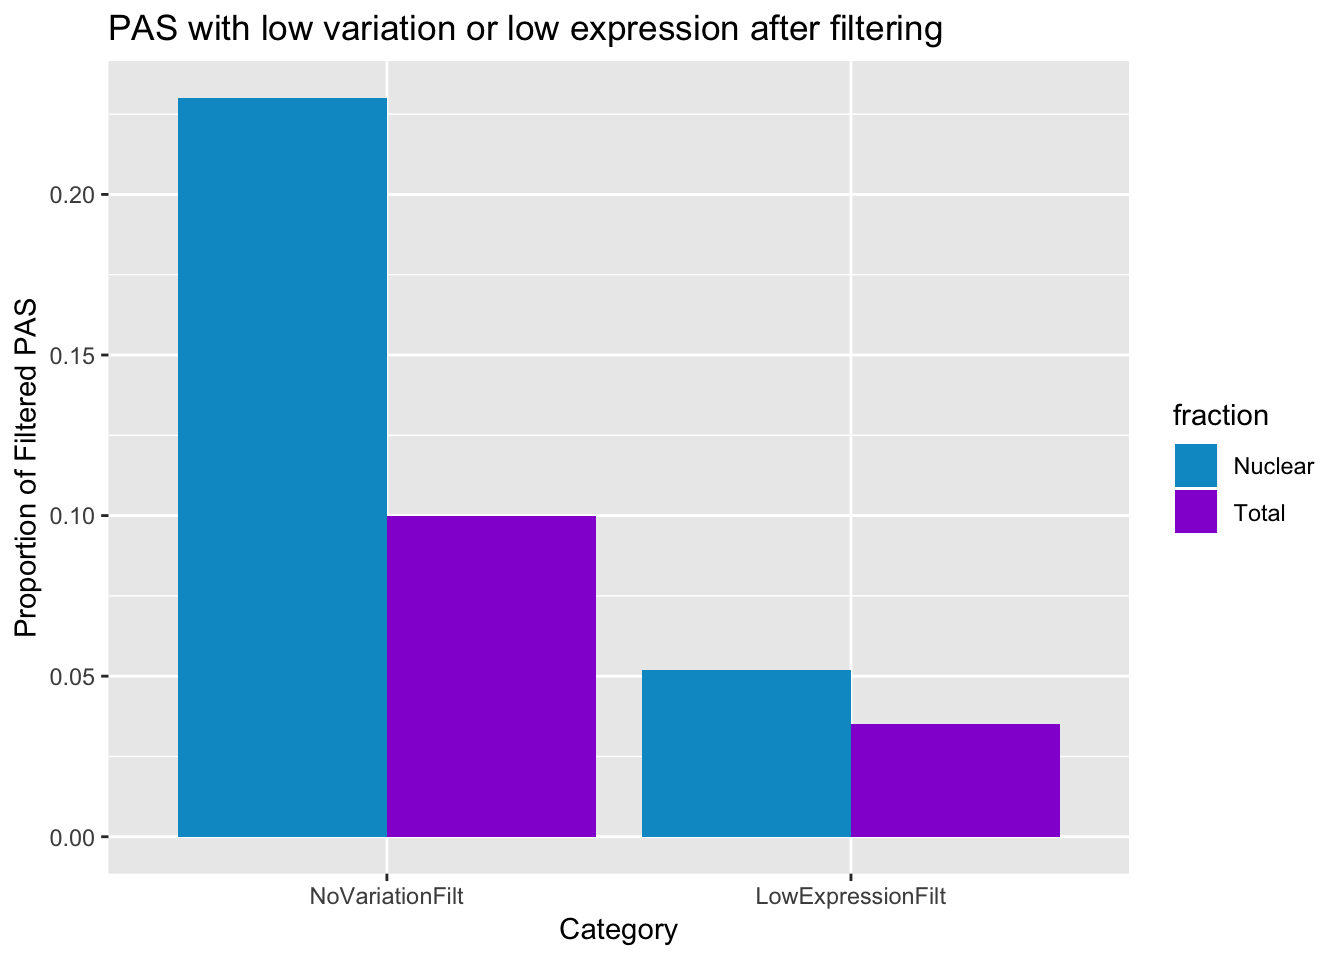 PAS with low variation or low expression after filtering
Proportion of Filtered PAS
0.20
0.15
0.10
0.05
0.00
NoVariationFilt
LowExpressionFilt
Category
fraction
Nuclear
Total